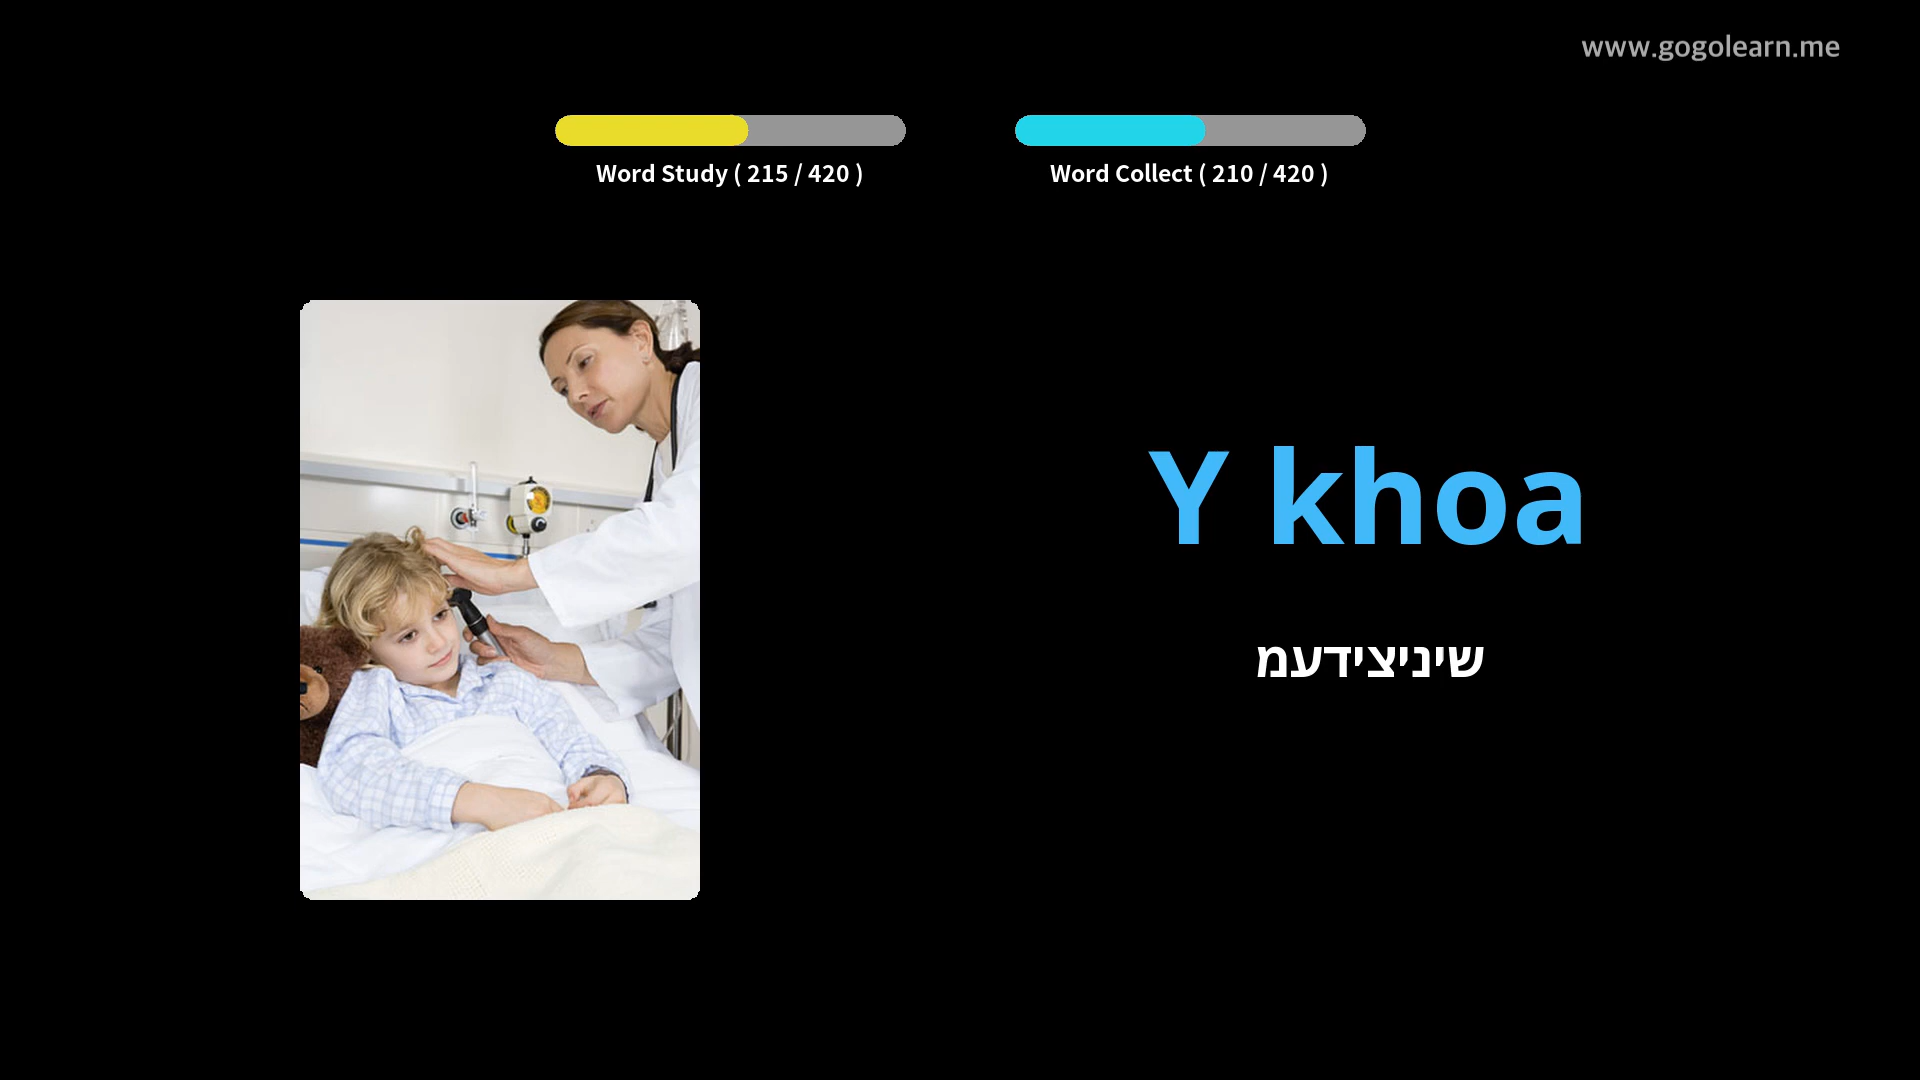 www.gogolearn.me
Word Study ( 215 / 420 )
Word Collect ( 210 / 420 )
Y khoa
שיניצידעמ